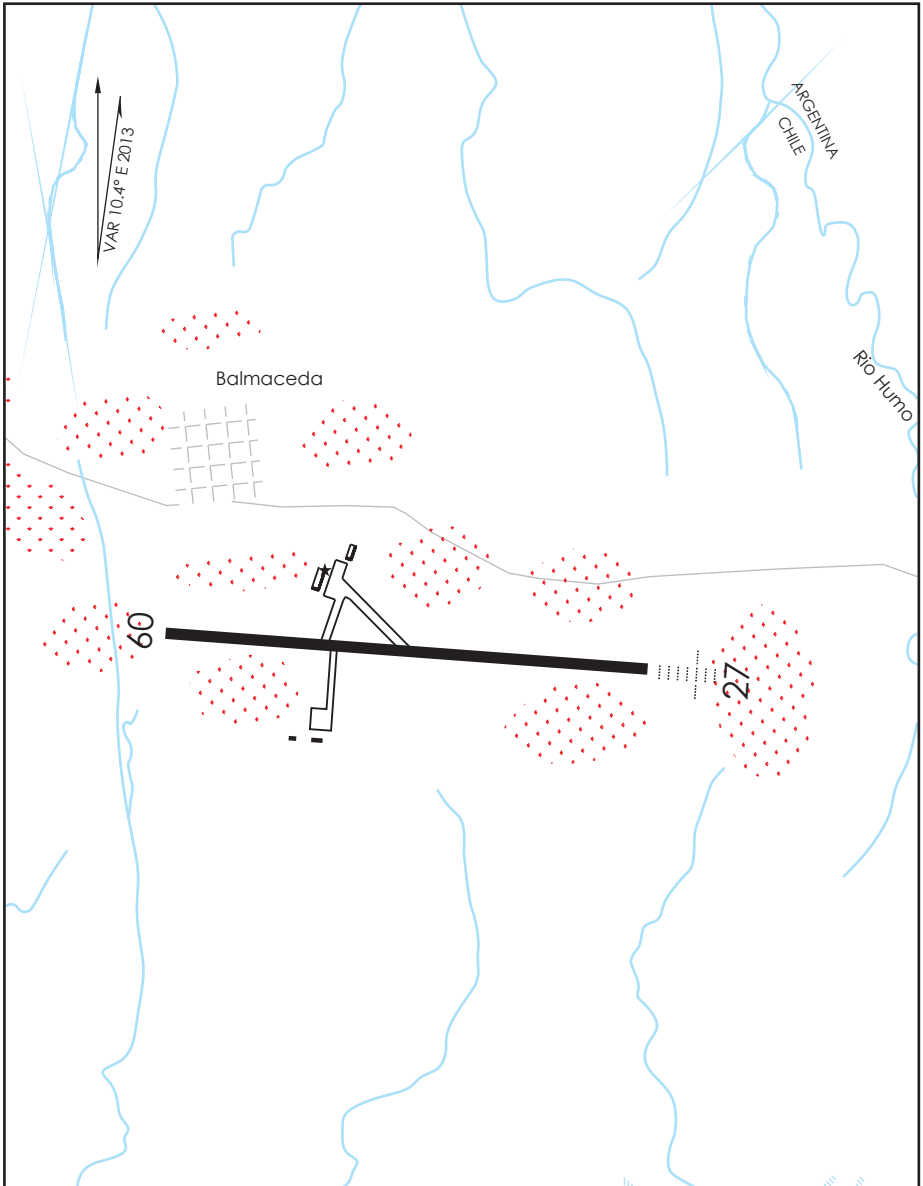 VAR 10.4° E 2013
ARGENTINA
CHILE
Rio Humo
Balmaceda
09
27